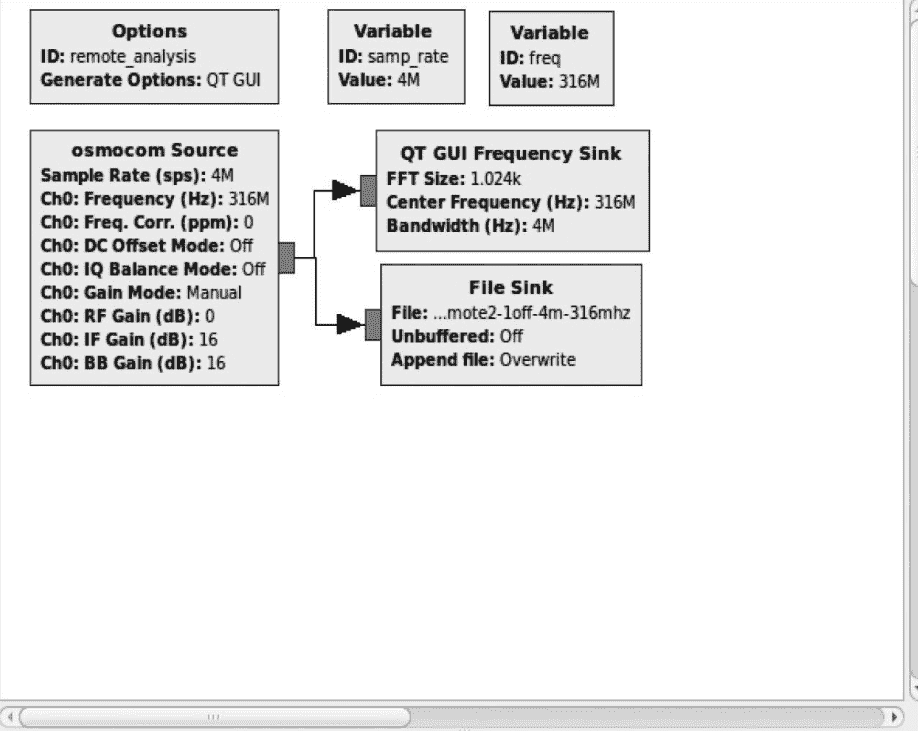 Options
ID: remote_analysis
Generate Options: QT GUI
Variable
ID: samp_rate
Value: 4M
Variable
ID: freq
Value: 316M
osmocom Source
Sample Rate (sps): 4M
Ch0: Frequency (Hz): 316M
Ch0: Freq. Corr. (ppm): 0
Ch0: DC Offset Mode: Off
Ch0: IQ Balance Mode: Off
Ch0: Gain Mode: Manual
Ch0: RF Gain (dB): 0
Ch0: IF Gain (dB): 16
Ch0: BB Gain (dB): 16
QT GUI Frequency Sink
FFT Size: 1.024k
Center Frequency (Hz): 316M
Bandwidth (Hz): 4M
File Sink
File: ...mote2-1off-4m-316mhz
Unbuffered: Off
Append file: Overwrite